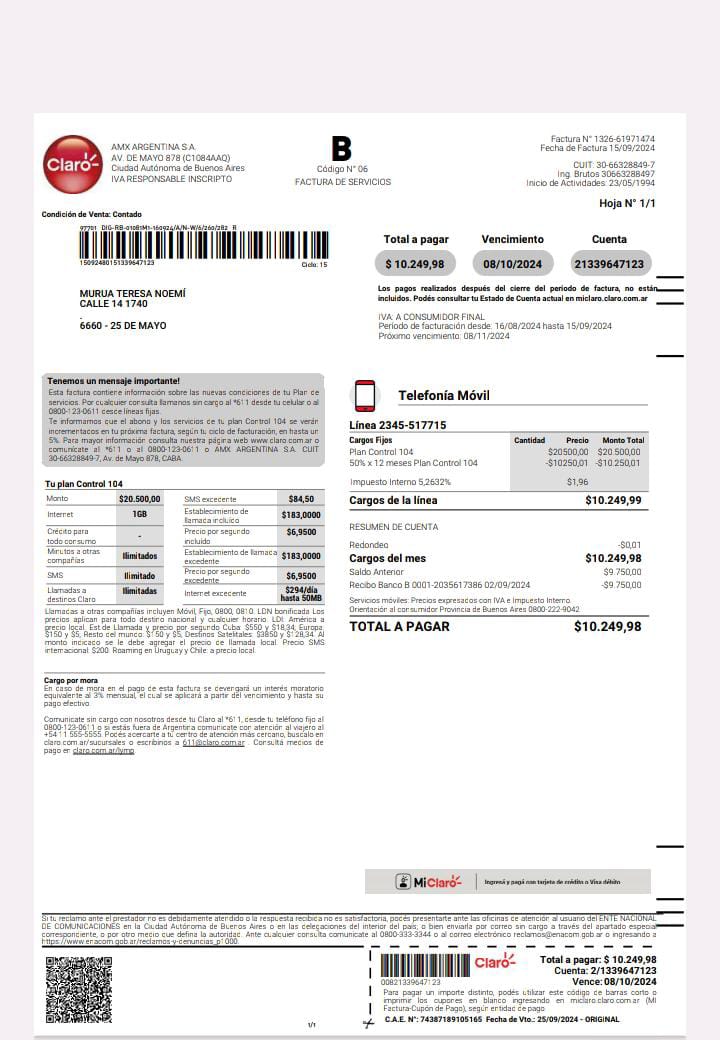 Claro
AMX ARGENTINA S.A.
AV. DE MAYO 878 (C1084AAQ)
Ciudad Autónoma de Buenos Aires
IVA RESPONSABLE INSCRIPTO
B
Código N° 06
FACTURA DE SERVICIOS
Factura N° 1326-61971474
Fecha de Factura 15/09/2024
CUIT: 30-66328849-7
Ing. Brutos 30663288497
Inicio de Actividades: 23/05/1994
Hoja N° 1/1
Condición de Venta: Contado
15092480151339647123
Ciclo: 15
Total a pagar Vencimiento Cuenta
$ 10.249,98 08/10/2024 21339647123
Los pagos realizados después del cierre del periodo de factura, no están
incluidos. Podés consultar tu Estado de Cuenta actual en miclaro.claro.com.ar
MURUA TERESA NOEMÍ
CALLE 14 1740
.
6660 - 25 DE MAYO
IVA: A CONSUMIDOR FINAL
Periodo de facturación desde: 16/08/2024 hasta 15/09/2024
Próximo vencimiento: 08/11/2024
Tenemos un mensaje importante!
Esta factura contiene información sobre las nuevas condiciones de tu Plan de
servicios. Por cualquier consulta llamanos sin cargo al *611 desde tu celular o al
0800-123-0611 desde líneas fijas.
Te informamos que el abono y los servicios de tu plan Control 104 se verán
incrementados en tu próxima factura, según tu ciclo de facturación, en hasta un
5%. Para mayor información consulta nuestra página web www.claro.com.ar o
comunícate al *611 o al 0800-123-0611 o AMX ARGENTINA S.A. CUIT
30-66328849-7, Av. de Mayo 878, CABA.
Tu plan Control 104
Monto $20.500,00 SMS excedente $84,50
Internet 1GB Establecimiento de llamada incluído $183,0000
Crédito para todo consumo - Precio por segundo incluido $6,9500
Minutos a otras compañías Ilimitados Establecimiento de llamada excedente $183,0000
SMS Ilimitado Precio por segundo excedente $6,9500
Llamadas a destinos Claro Ilimitadas Internet excedente $294/día hasta 50MB
Llamadas a otras compañías incluyen Móvil, Fijo, 0800, 0810. LDN bonificada Los
precios aplican para todo destino nacional y cualquier horario. LDI: América a
precio local. Est de Llamada y precio por segundo Cuba: $550 y $18,34; Europa:
$150 y $5; Resto del mundo: $150 y $5, Destinos Satelitales: $3850 y $128,34. Al
monto indicado se le debe agregar el precio de llamada local. Precio SMS
internacional: $200. Roaming en Uruguay y Chile: a precio local.
Cargo por mora
En caso de mora en el pago de esta factura se devengará un interés moratorio
equivalente al 3% mensual, el cual se aplicará a partir del vencimiento y hasta su
pago efectivo.
Comunicate sin cargo con nosotros desde tu Claro al *611, desde tu teléfono fijo al
0800-123-0611 o si estás fuera de Argentina comunicate con atención al viajero al
+54 11 555-5555. Podés acercarte a tu centro de atención más cercano, buscalo en
claro.com.ar/sucursales o escribinos a 611@claro.com.ar . Consultá medios de
pago en claro.com.ar/lymp.
Telefonía Móvil
Línea 2345-517715
Cargos Fijos Cantidad Precio Monto Total
Plan Control 104 $20500,00 $20.500,00
50% x 12 meses Plan Control 104 -$10250,01 -$10.250,01
Impuesto Interno 5,2632% $1,96
Cargos de la línea $10.249,99
RESUMEN DE CUENTA
Redondeo -$0,01
Cargos del mes $10.249,98
Saldo Anterior $9.750,00
Recibo Banco B 0001-2035617386 02/09/2024 -$9.750,00
Servicios móviles: Precios expresados con IVA e Impuesto Interno.
Orientación al consumidor Provincia de Buenos Aires 0800-222-9042
TOTAL A PAGAR $10.249,98
MiClaro
Ingresá y pagá con tarjeta de crédito o Visa débito
Si tu reclamo ante el prestador no es debidamente atendido o la respuesta recibida no es satisfactoria, podés presentarte ante las oficinas de atención al usuario del ENTE NACIONAL
DE COMUNICACIONES en la Ciudad Autónoma de Buenos Aires o en las delegaciones del interior del país; o bien enviarla por correo sin cargo a través del apartado especial
correspondiente, o por otro medio que defina la autoridad. Ante cualquier consulta comunicate al 0800-333-3344 o al correo electrónico reclamos@enacom.gob.ar o ingresando a
https://www.enacom.gob.ar/reclamos-y-denuncias_p1000.
1/1
00821339647123
Claro
Total a pagar: $ 10.249,98
Cuenta: 2/1339647123
Vence: 08/10/2024
Para pagar un importe distinto, podés utilizar este código de barras corto o
imprimir los cupones en blanco ingresando en miclaro.claro.com.ar (Mi
Factura-Cupón de Pago), según entidad de pago.
C.A.E. N°: 74387189105165 Fecha de Vto.: 25/09/2024 - ORIGINAL